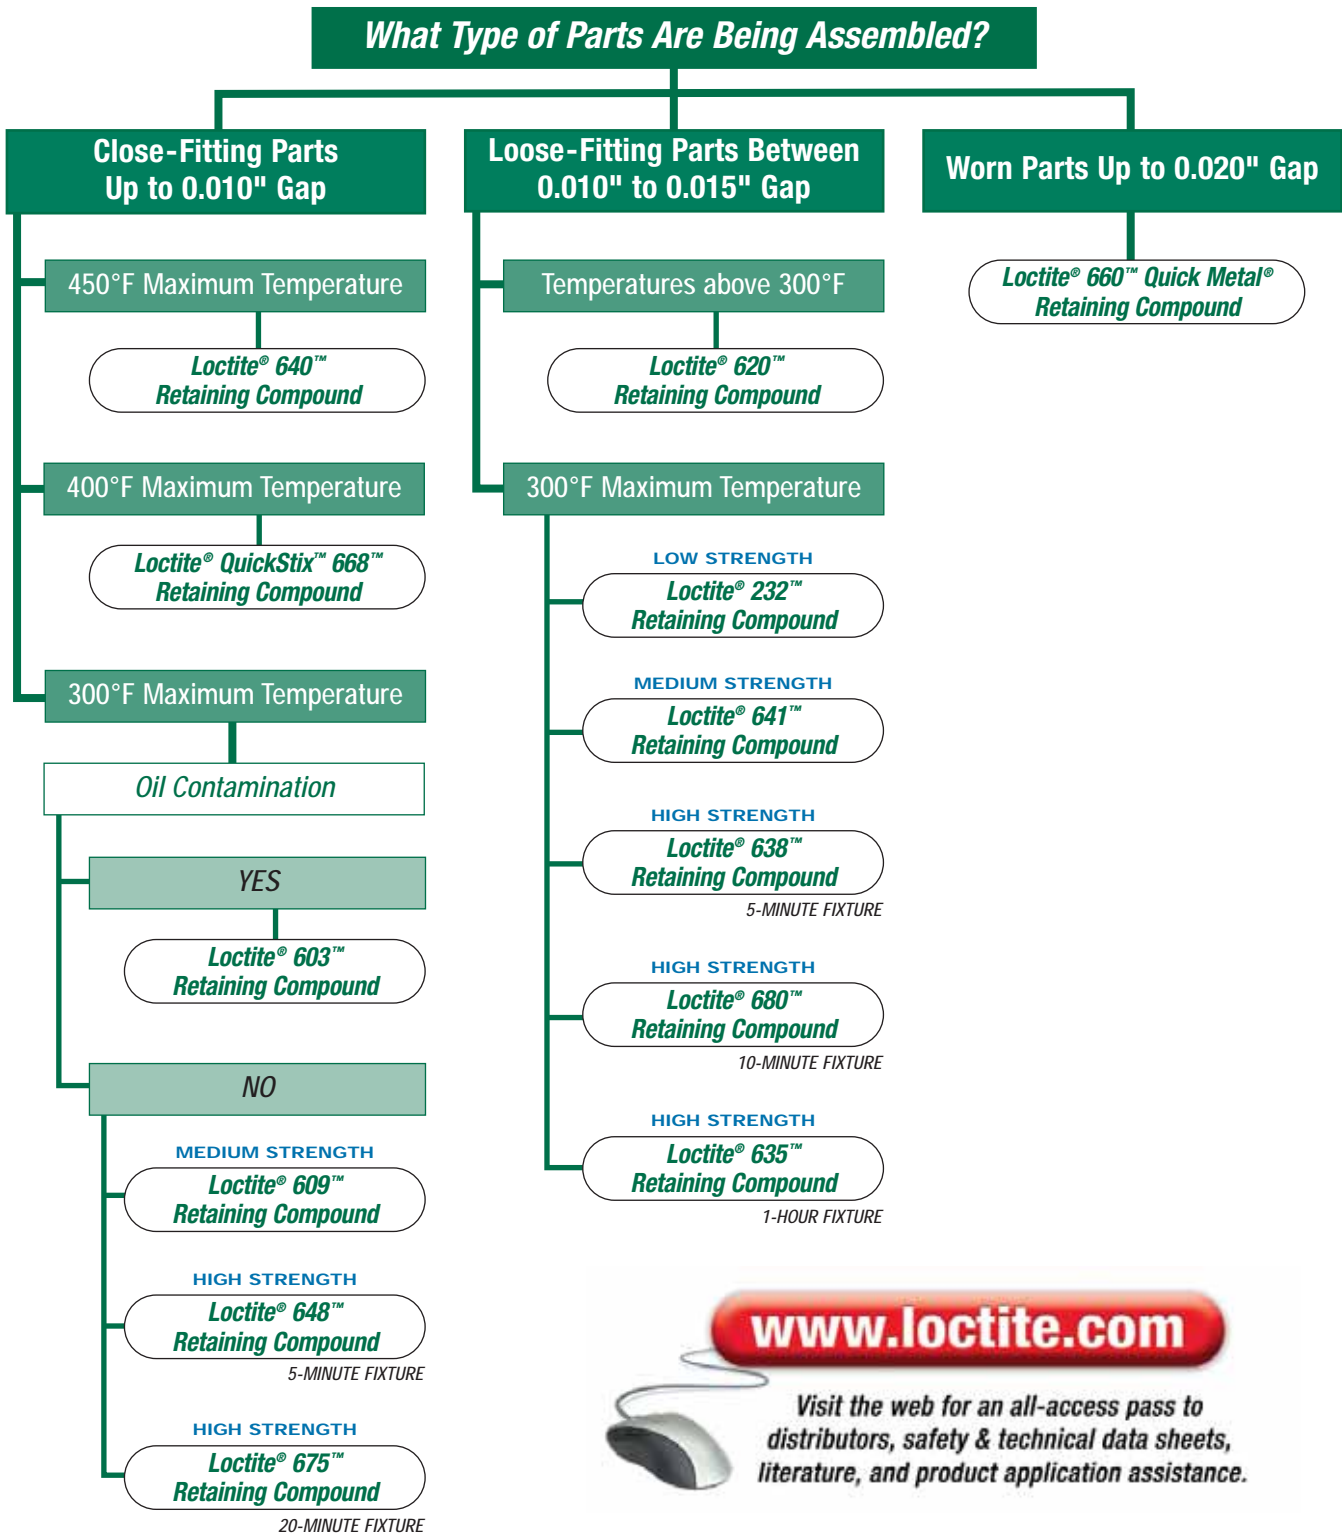 What Type of Parts Are Being Assembled?
Close-Fitting Parts
Up to 0.010" Gap
450°F Maximum Temperature
Loctite® 640™
Retaining Compound
400°F Maximum Temperature
Loctite® QuickStix™ 668™
Retaining Compound
300°F Maximum Temperature
Oil Contamination
YES
Loctite® 603™
Retaining Compound
NO
MEDIUM STRENGTH
Loctite® 609™
Retaining Compound
HIGH STRENGTH
Loctite® 648™
Retaining Compound
5-MINUTE FIXTURE
HIGH STRENGTH
Loctite® 675™
Retaining Compound
20-MINUTE FIXTURE
Loose-Fitting Parts Between
0.010" to 0.015" Gap
Temperatures above 300°F
Loctite® 620™
Retaining Compound
300°F Maximum Temperature
LOW STRENGTH
Loctite® 232™
Retaining Compound
MEDIUM STRENGTH
Loctite® 641™
Retaining Compound
HIGH STRENGTH
Loctite® 638™
Retaining Compound
5-MINUTE FIXTURE
HIGH STRENGTH
Loctite® 680™
Retaining Compound
10-MINUTE FIXTURE
HIGH STRENGTH
Loctite® 635™
Retaining Compound
1-HOUR FIXTURE
Worn Parts Up to 0.020" Gap
Loctite® 660™ Quick Metal®
Retaining Compound
www.loctite.com
Visit the web for an all-access pass to
distributors, safety & technical data sheets,
literature, and product application assistance.